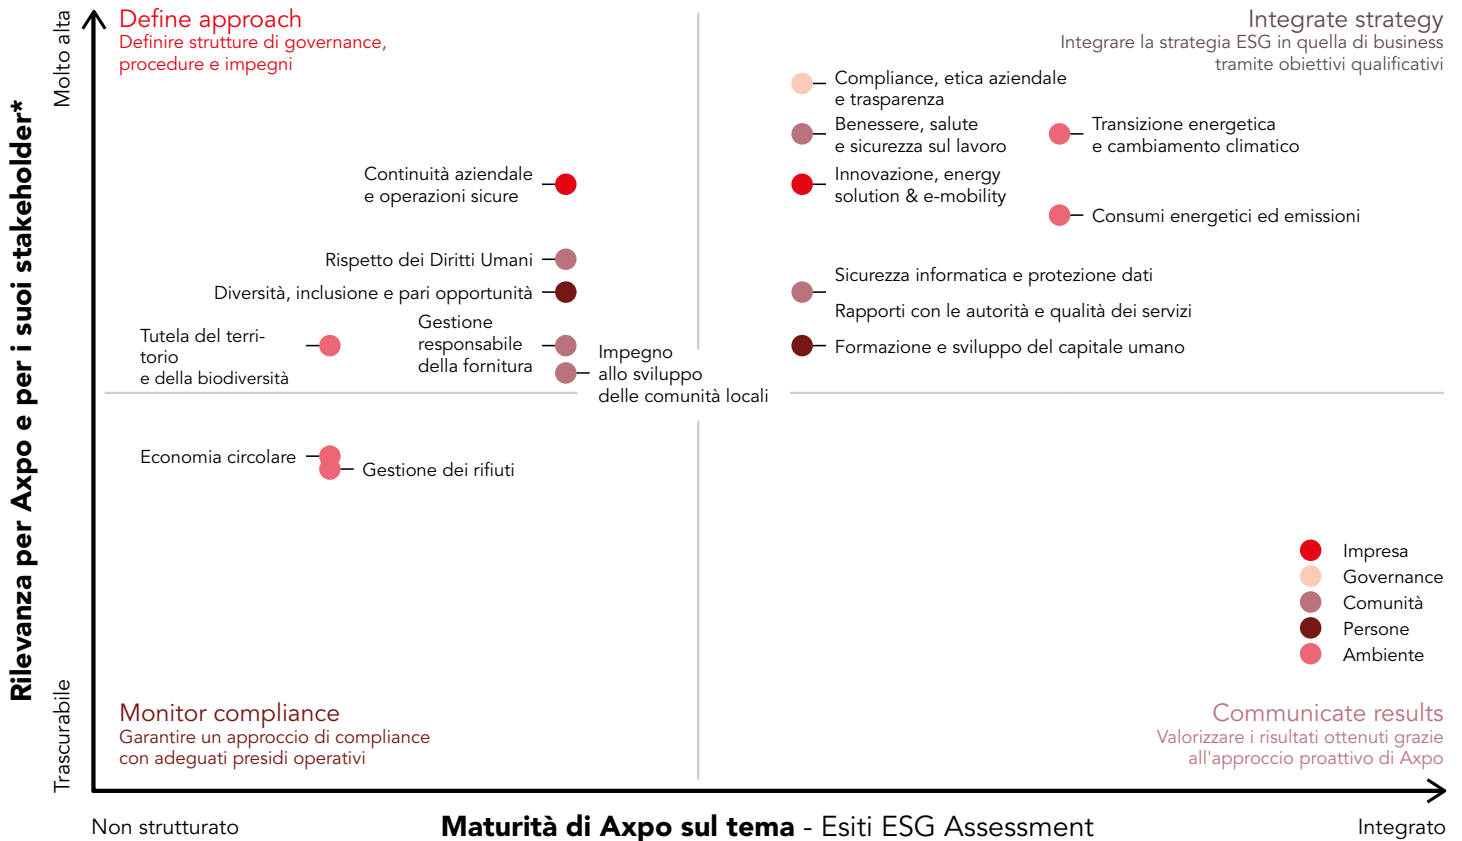 Define approach
Definire strutture di governance,
procedure e impegni
Integrate strategy
Integrare la strategia ESG in quella di business
tramite obiettivi qualificativi
Molto alta
Rilevanza per Axpo e per i suoi stakeholder*
Trascurabile
Compliance, etica aziendale
e trasparenza
Benessere, salute
e sicurezza sul lavoro
Transizione energetica
e cambiamento climatico
Continuità aziendale
e operazioni sicure
Innovazione, energy
solution & e-mobility
Consumi energetici ed emissioni
Rispetto dei Diritti Umani
Sicurezza informatica e protezione dati
Diversità, inclusione e pari opportunità
Rapporti con le autorità e qualità dei servizi
Tutela del terri-
torio
e della biodiversità
Gestione
responsabile
della fornitura
Impegno
allo sviluppo
delle comunità locali
Formazione e sviluppo del capitale umano
Economia circolare
Gestione dei rifiuti
Impresa
Governance
Comunità
Persone
Ambiente
Monitor compliance
Garantire un approccio di compliance
con adeguati presidi operativi
Communicate results
Valorizzare i risultati ottenuti grazie
all'approccio proattivo di Axpo
Non strutturato
Maturità di Axpo sul tema - Esiti ESG Assessment
Integrato